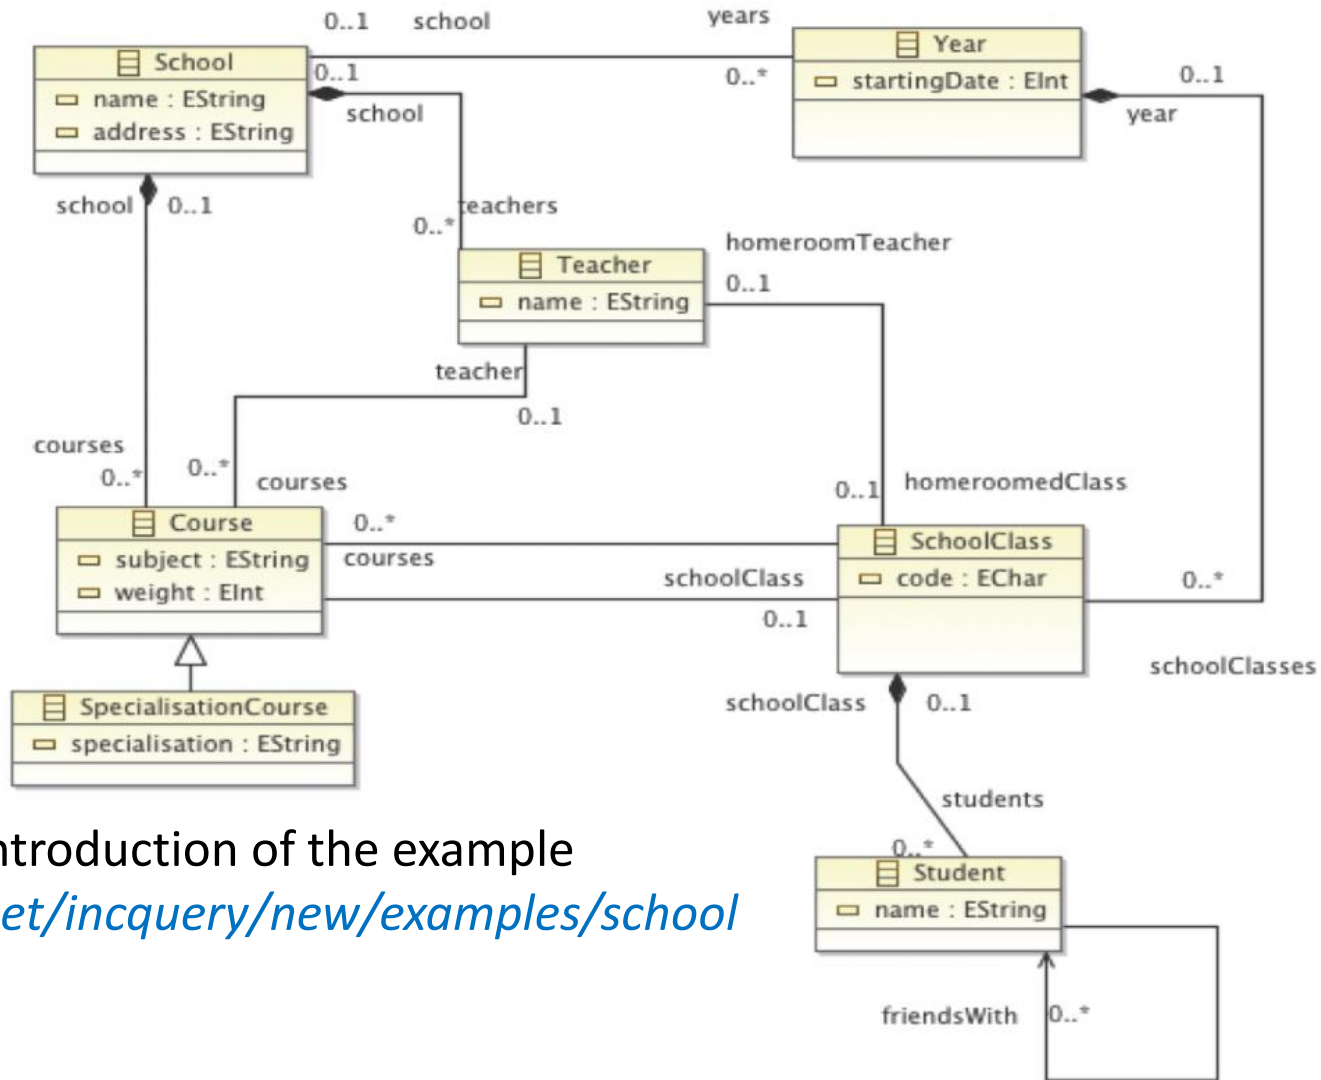 0..1 school years
School
name : EString
address : EString
0..1
school
Year
startingDate : EInt
0..*
0..1
year
school 0..1
0..* teachers
Teacher
name : EString
homeroomTeacher
0..1
teacher
0..1
courses
0..*
0..*
courses
homeroomedClass
0..1
Course
subject : EString
weight : EInt
0..*
courses
schoolClass
0..1
SchoolClass
code : EChar
0..*
schoolClasses
SpecialisationCourse
specialisation : EString
schoolClass 0..1
students
0..*
Student
name : EString
friendsWith 0..*
ntroduction of the example
et/incquery/new/examples/school